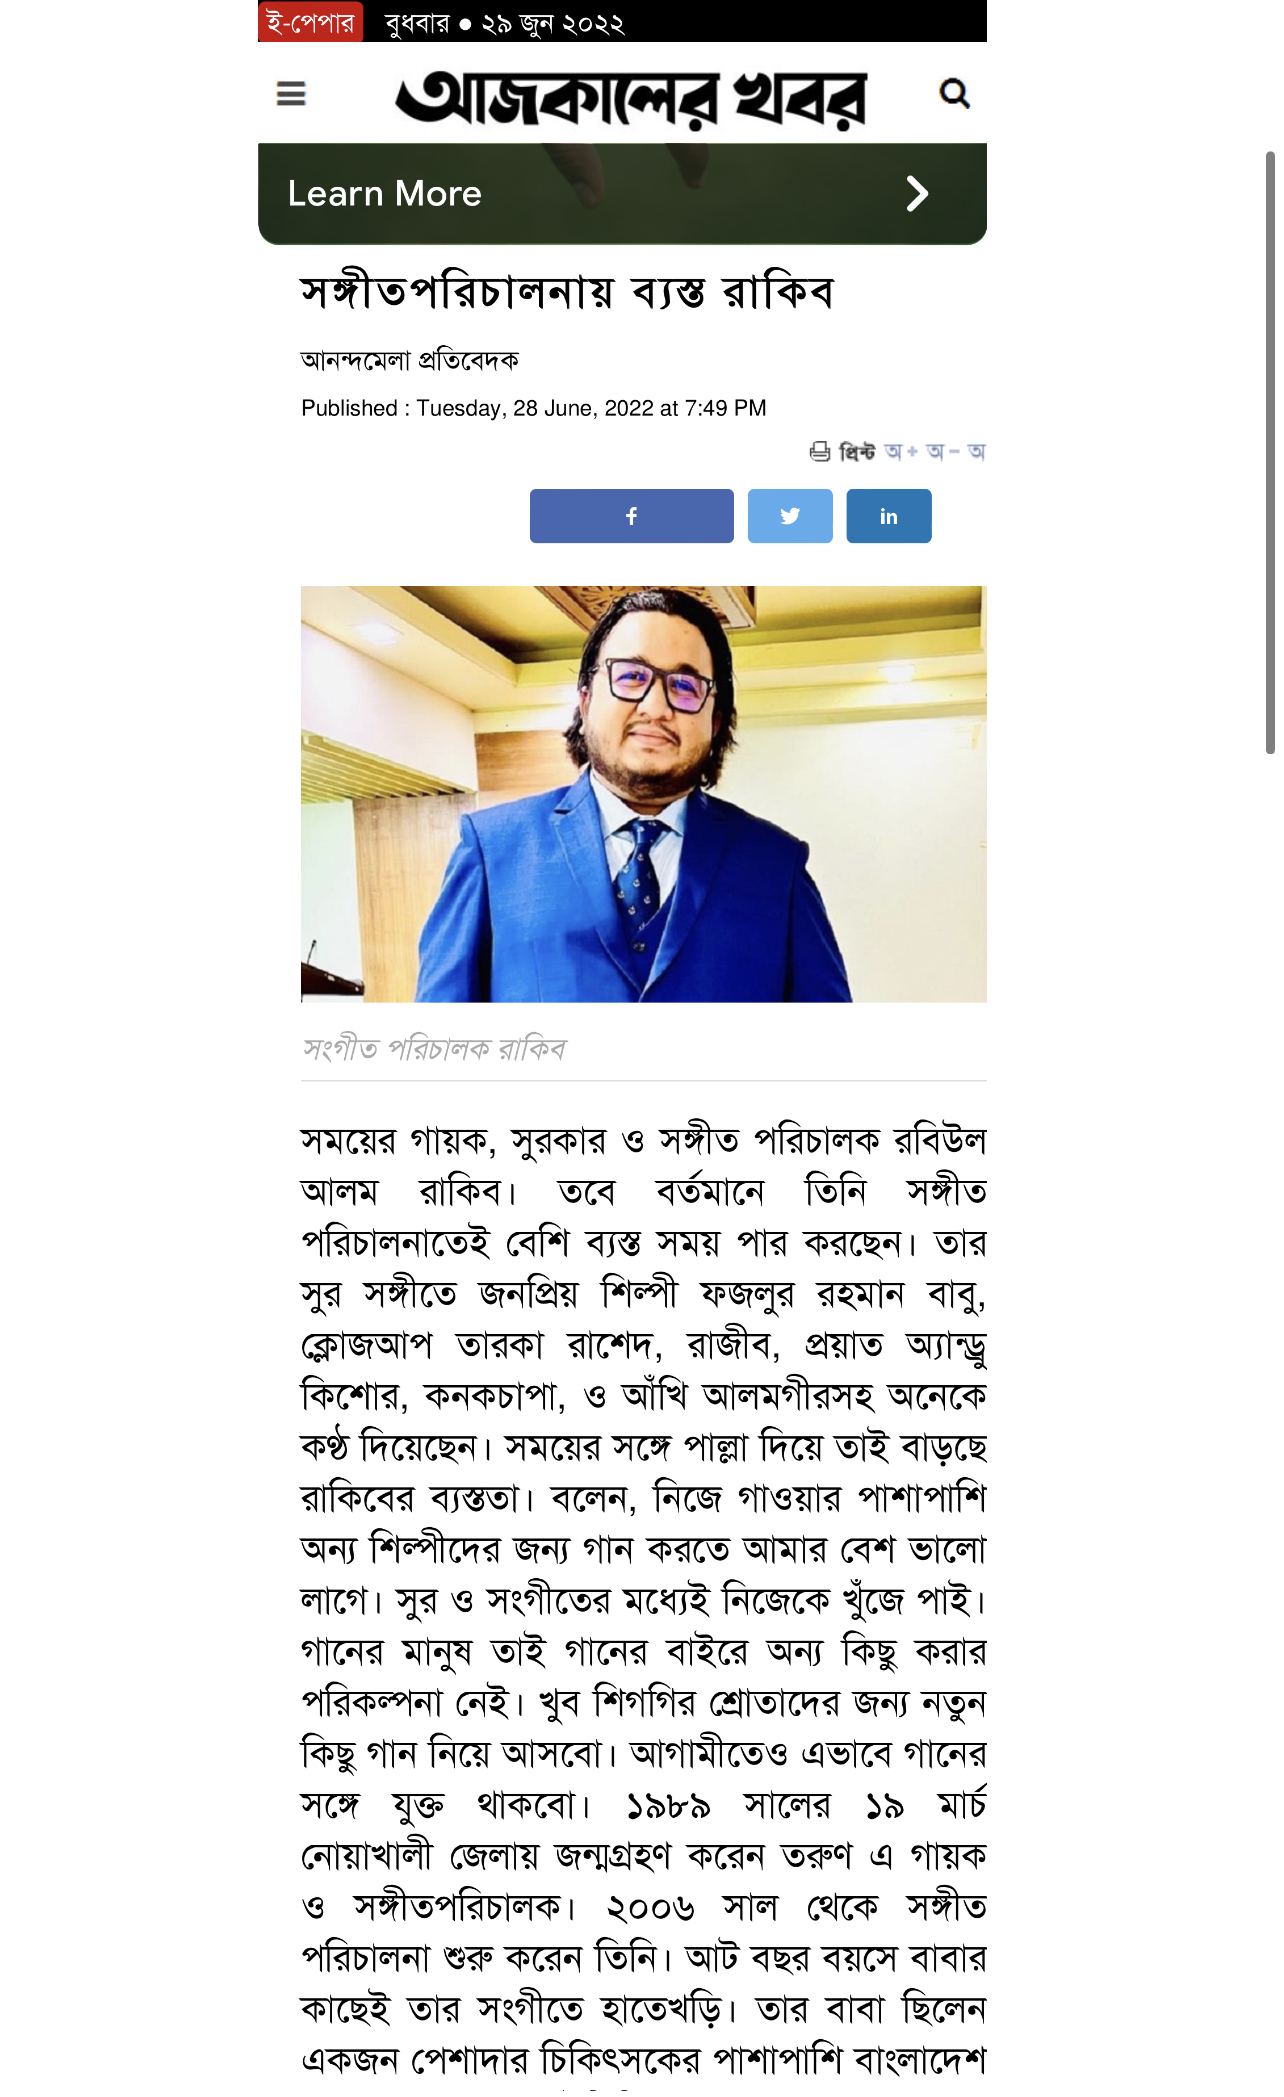 ই-পেপার বুধবার ● ২৯ জুন ২০২২
আজকালের খবর
Learn More
সঙ্গীতপরিচালনায় ব্যস্ত রাকিব
আনন্দমেলা প্রতিবেদক
Published : Tuesday, 28 June, 2022 at 7:49 PM
প্রিন্ট অ+ অ- অ
f in
সংগীত পরিচালক রাকিব
সময়ের গায়ক, সুরকার ও সঙ্গীত পরিচালক রবিউল
আলম রাকিব। তবে বর্তমানে তিনি সঙ্গীত
পরিচালনাতেই বেশি ব্যস্ত সময় পার করছেন। তার
সুর সঙ্গীতে জনপ্রিয় শিল্পী ফজলুর রহমান বাবু,
ক্লোজআপ তারকা রাশেদ, রাজীব, প্রয়াত অ্যান্ড্রু
কিশোর, কনকচাপা, ও আঁখি আলমগীরসহ অনেকে
কণ্ঠ দিয়েছেন। সময়ের সঙ্গে পাল্লা দিয়ে তাই বাড়ছে
রাকিবের ব্যস্ততা। বলেন, নিজে গাওয়ার পাশাপাশি
অন্য শিল্পীদের জন্য গান করতে আমার বেশ ভালো
লাগে। সুর ও সংগীতের মধ্যেই নিজেকে খুঁজে পাই।
গানের মানুষ তাই গানের বাইরে অন্য কিছু করার
পরিকল্পনা নেই। খুব শিগগির শ্রোতাদের জন্য নতুন
কিছু গান নিয়ে আসবো। আগামীতেও এভাবে গানের
সঙ্গে যুক্ত থাকবো। ১৯৮৯ সালের ১৯ মার্চ
নোয়াখালী জেলায় জন্মগ্রহণ করেন তরুণ এ গায়ক
ও সঙ্গীতপরিচালক। ২০০৬ সাল থেকে সঙ্গীত
পরিচালনা শুরু করেন তিনি। আট বছর বয়সে বাবার
কাছেই তার সংগীতে হাতেখড়ি। তার বাবা ছিলেন
একজন পেশাদার চিকিৎসকের পাশাপাশি বাংলাদেশ